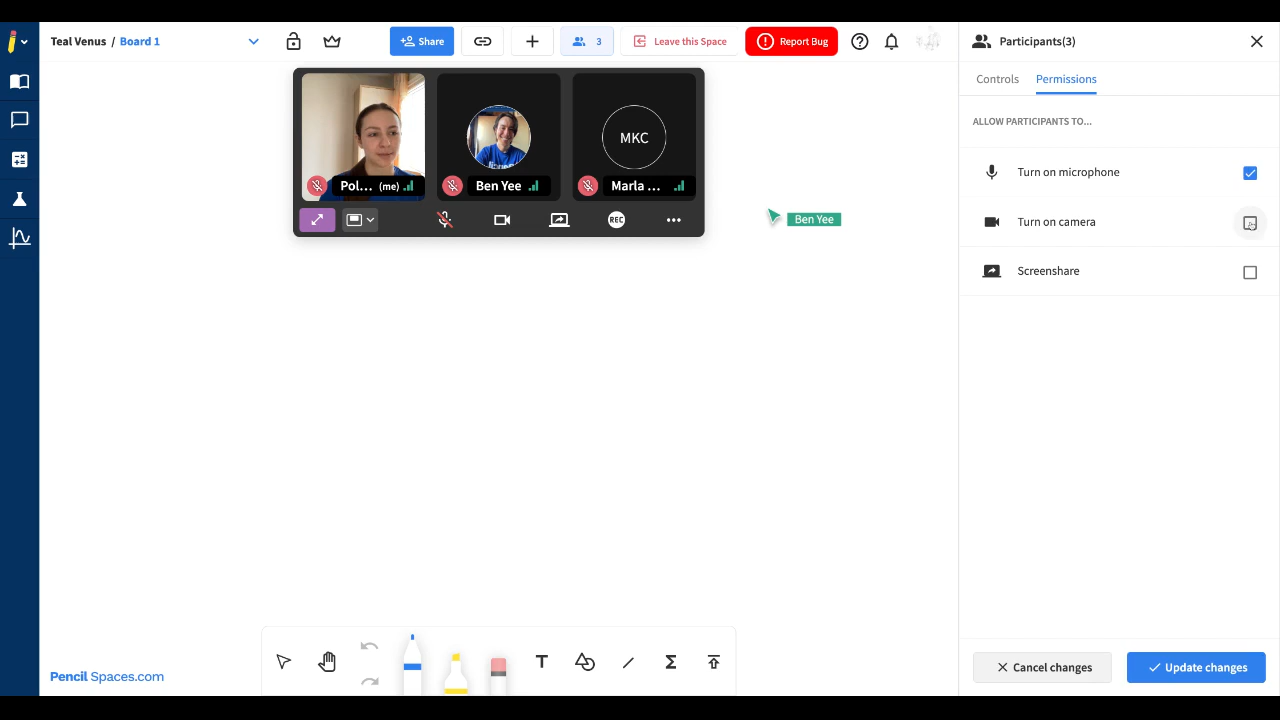 Teal Venus / Board 1
Share
3
Leave this Space
Report Bug
Participants(3)
Controls
Permissions
ALLOW PARTICIPANTS TO...
Turn on microphone
Turn on camera
Screenshare
MKC
Pol... (me)
Ben Yee
Marla ...
REC
Ben Yee
T
Σ
Pencil Spaces.com
Cancel changes
Update changes